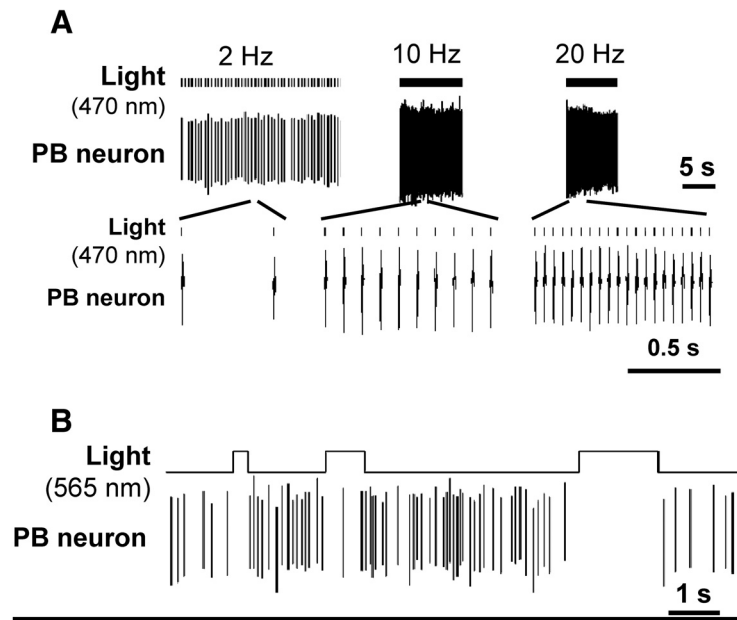 A
2 Hz 10 Hz 20 Hz
Light
(470 nm)
PB neuron
5 s
Light
(470 nm)
PB neuron
0.5 s
B
Light
(565 nm)
PB neuron
1 s